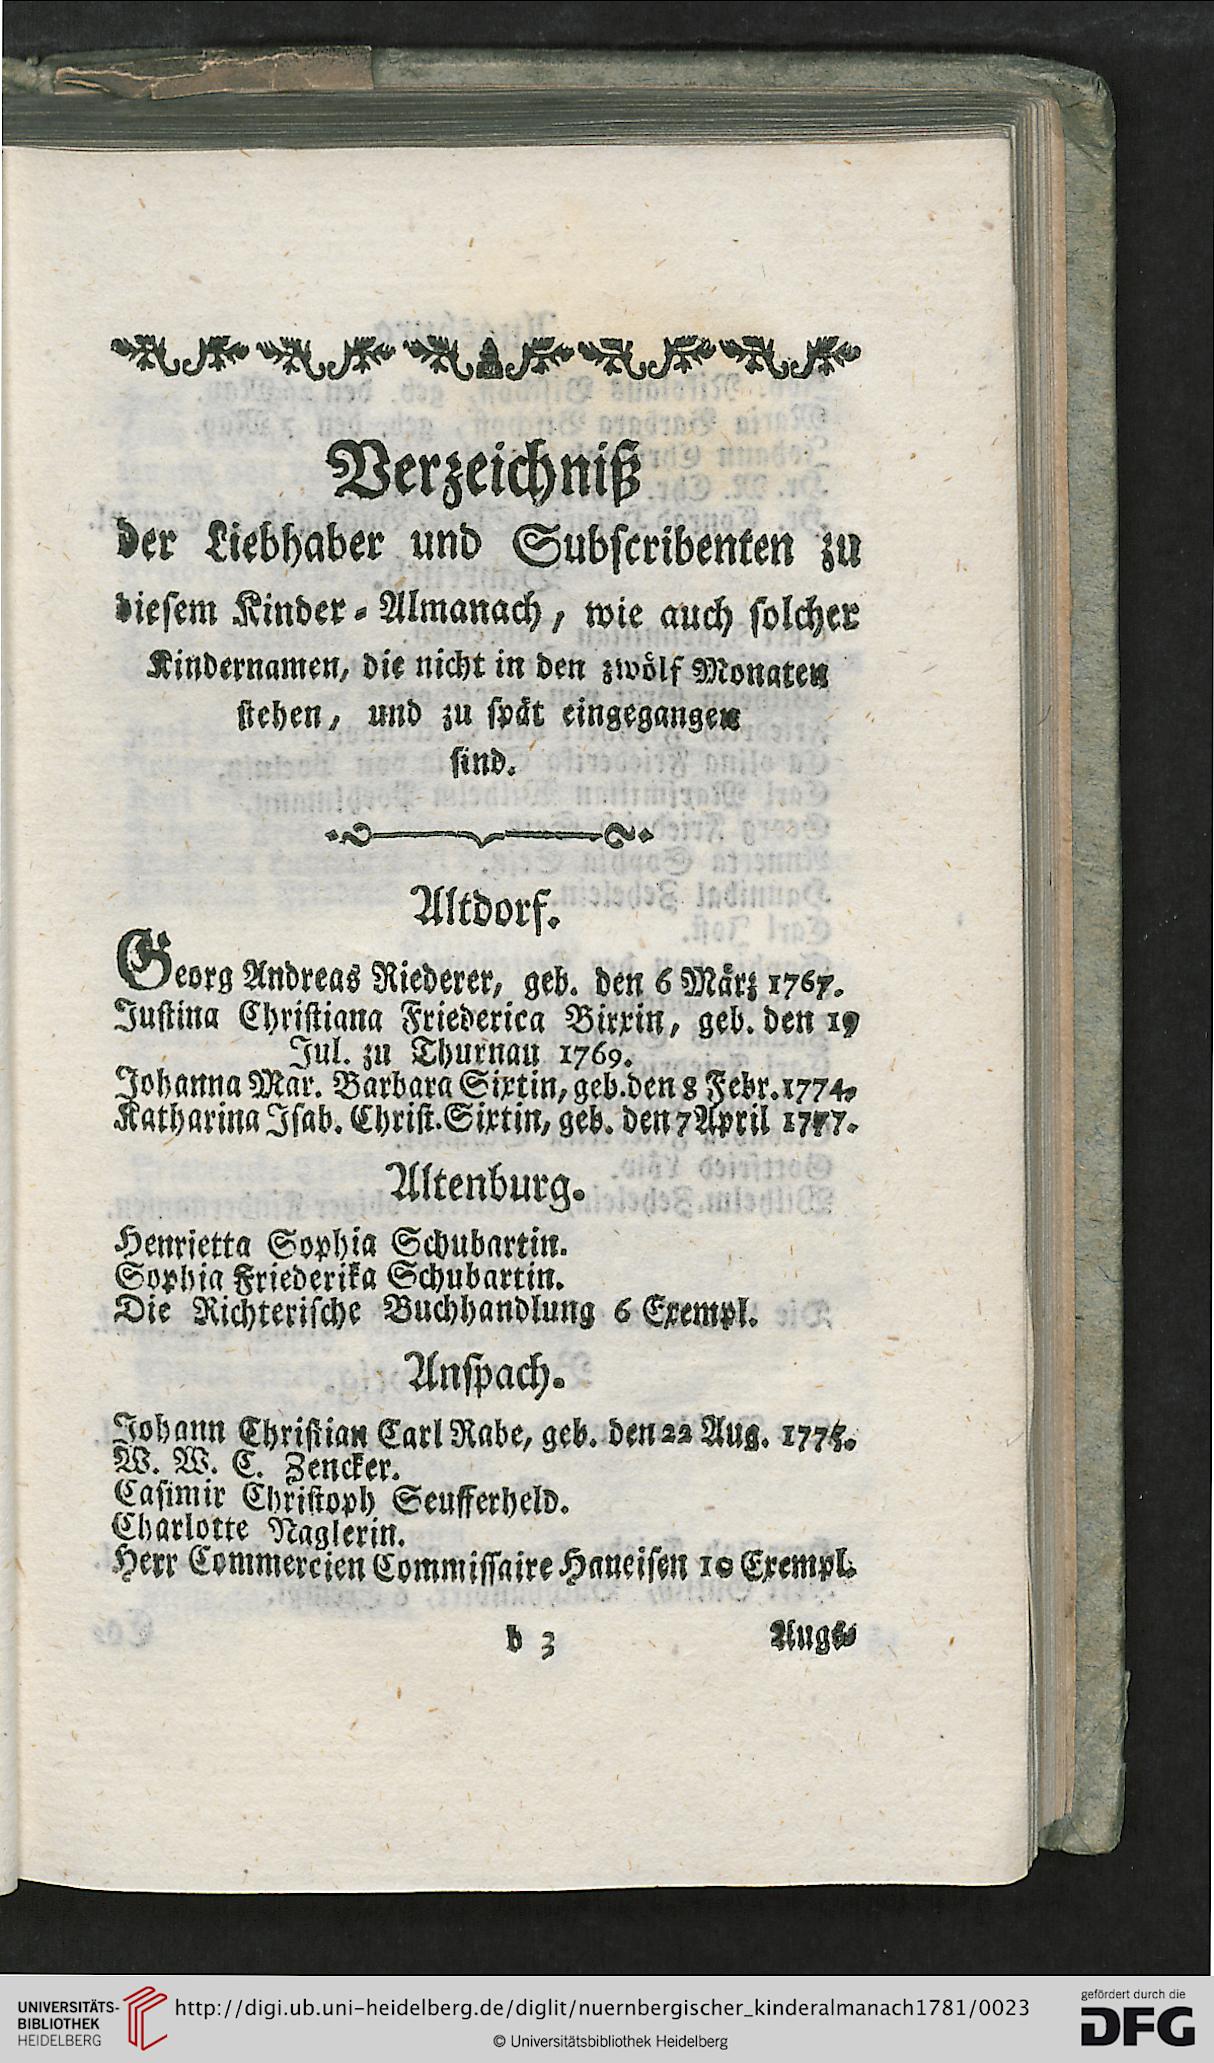 Verzeichniß
der Liebhaber und Subscribenten zu
diesem Kinder-Almanach, wie auch solcher
Kindernamen, die nicht in den zwölf Monaten
stehen, und zu spät eingegangen
sind.
Altdorf.
Georg Andreas Riederer, geb. den 6 März 1767.
Justina Christiana Friederica Birxin, geb. den 19
Jul. zu Thurnau 1769.
Johanna Mar. Barbara Sixtin, geb. den 8 Febr. 1774.
Katharina Isab. Christ. Sixtin, geb. den 7 April 1777.
Altenburg.
Henrietta Sophia Schubartin.
Sophia Friederika Schubartin.
Die Richterische Buchhandlung 6 Exempl.
Anspach.
Johann Christian Carl Rabe, geb. den 22 Aug.
W. W. C. Zencker.
Casimir Christoph Seufferheld.
Charlotte Naglerin.
Herr Commercien Commissaire Haueisen 10 Exempl.
b 3 Augs-
UNIVERSITÄTS-
BIBLIOTHEK
HEIDELBERG
http://digi.ub.uni-heidelberg.de/diglit/nuernbergischer_kinderalmanach1781/0023
© Universitätsbibliothek Heidelberg
gefördert durch die
DFG